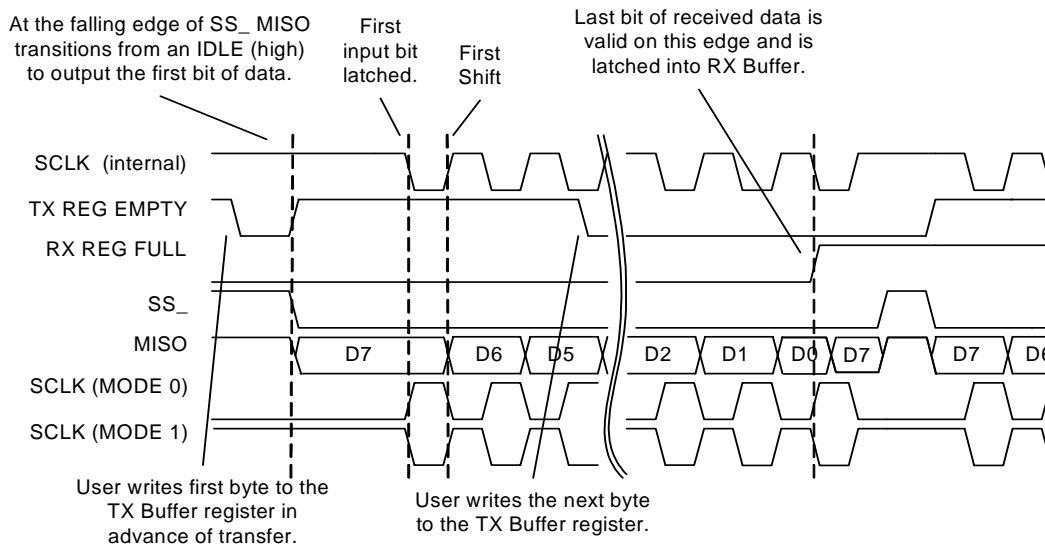 At the falling edge of SS_ MISO
transitions from an IDLE (high)
to output the first bit of data.
First
input bit
latched.
First
Shift
Last bit of received data is
valid on this edge and is
latched into RX Buffer.
SCLK (internal)
TX REG EMPTY
RX REG FULL
SS_
MISO
D7
D6
D5
D2
D1
D0
D7
D7
D6
SCLK (MODE 0)
SCLK (MODE 1)
User writes first byte to the
TX Buffer register in
advance of transfer.
User writes the next byte
to the TX Buffer register.